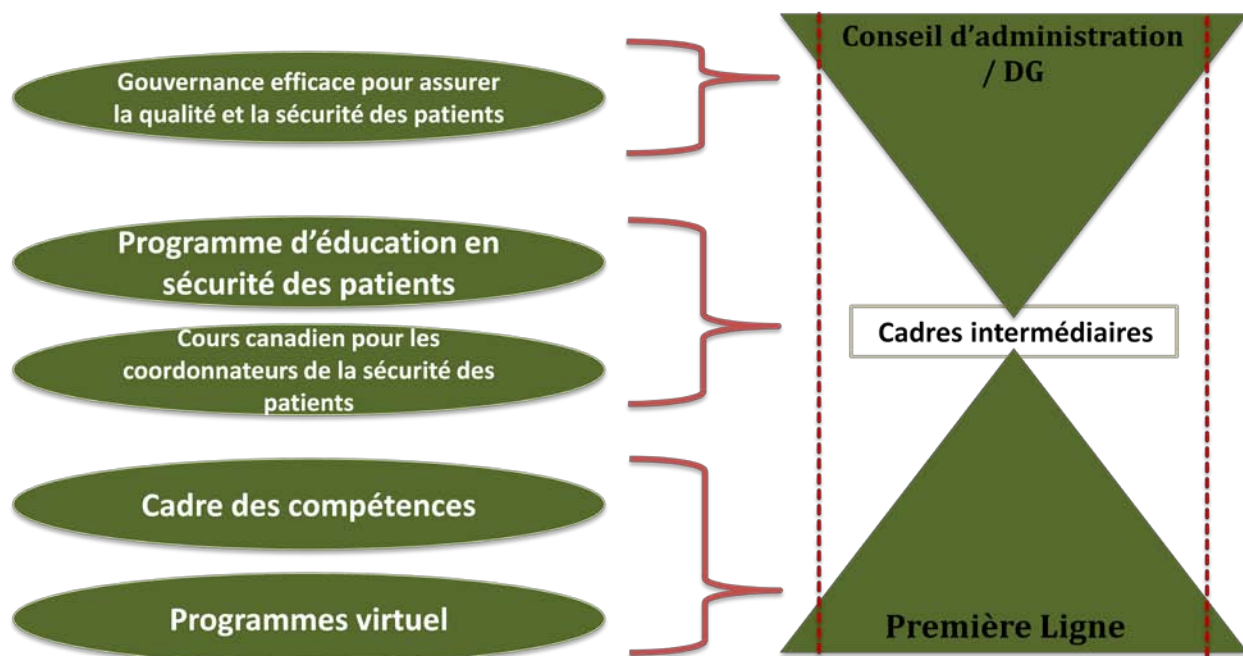 Gouvernance efficace pour assurer
la qualité et la sécurité des patients
Programme d’éducation en
sécurité des patients
Cours canadien pour les
coordonnateurs de la sécurité des
patients
Cadre des compétences
Programmes virtuel
Conseil d’administration
/ DG
Cadres intermédiaires
Première Ligne